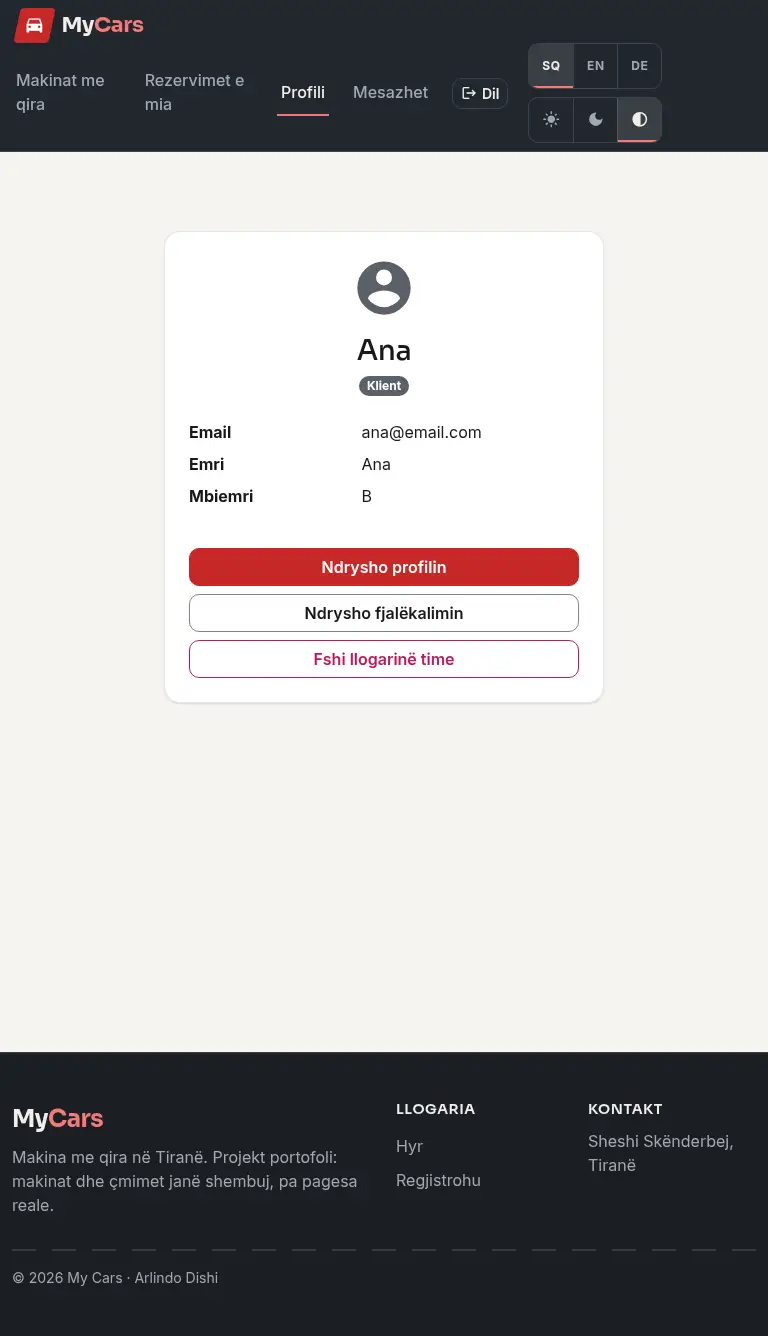 MyCars
Makinat me
qira
Rezervimet e
mia
Profili
Mesazhet
Dil
SQ
EN
DE
Ana
Klient
Email
ana@email.com
Emri
Ana
Mbiemri
B
Ndrysho profilin
Ndrysho fjalëkalimin
Fshi llogarinë time
MyCars
Makina me qira në Tiranë. Projekt portofoli:
makinat dhe çmimet janë shembuj, pa pagesa
reale.
LLOGARIA
Hyr
Regjistrohu
KONTAKT
Sheshi Skënderbej,
Tiranë
© 2026 My Cars · Arlindo Dishi